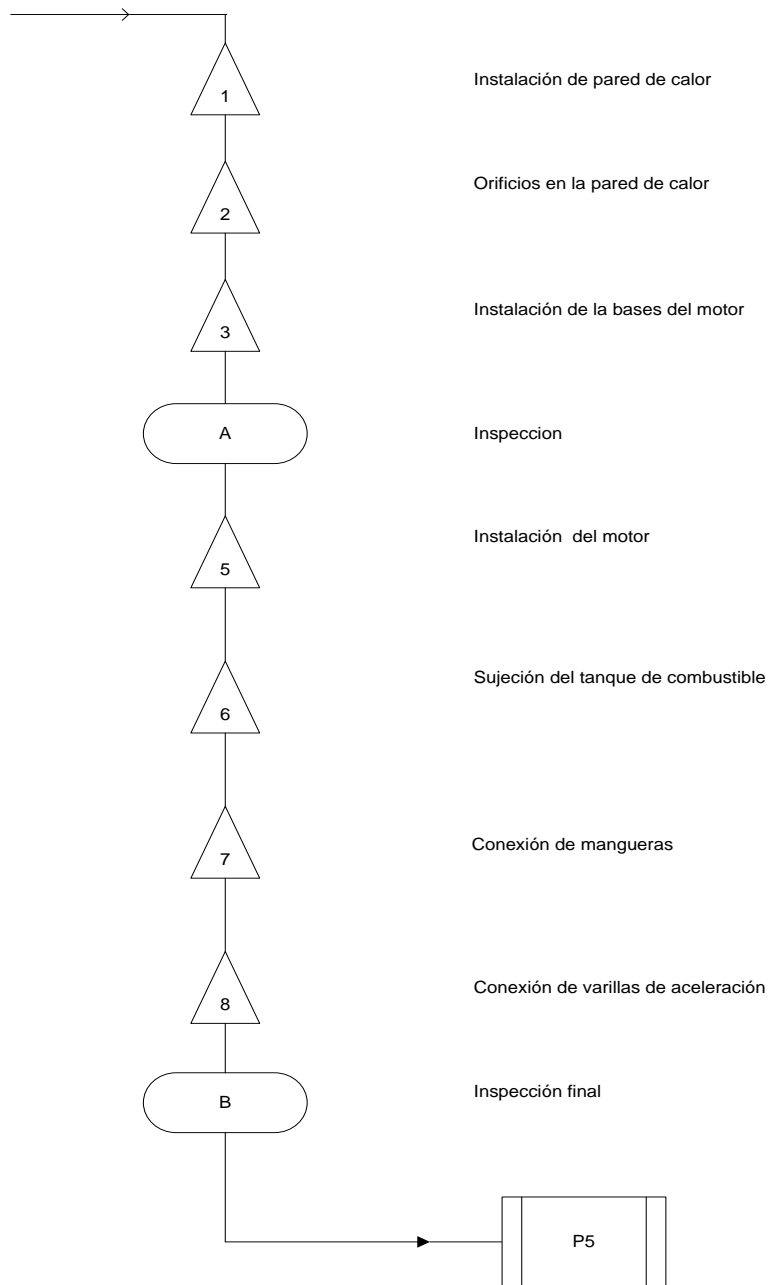 1
Instalación de pared de calor
2
Orificios en la pared de calor
3
Instalación de la bases del motor
A
Inspeccion
5
Instalación  del motor
6
Sujeción del tanque de combustible
7
Conexión de mangueras
8
Conexión de varillas de aceleración
B
Inspección final
P5